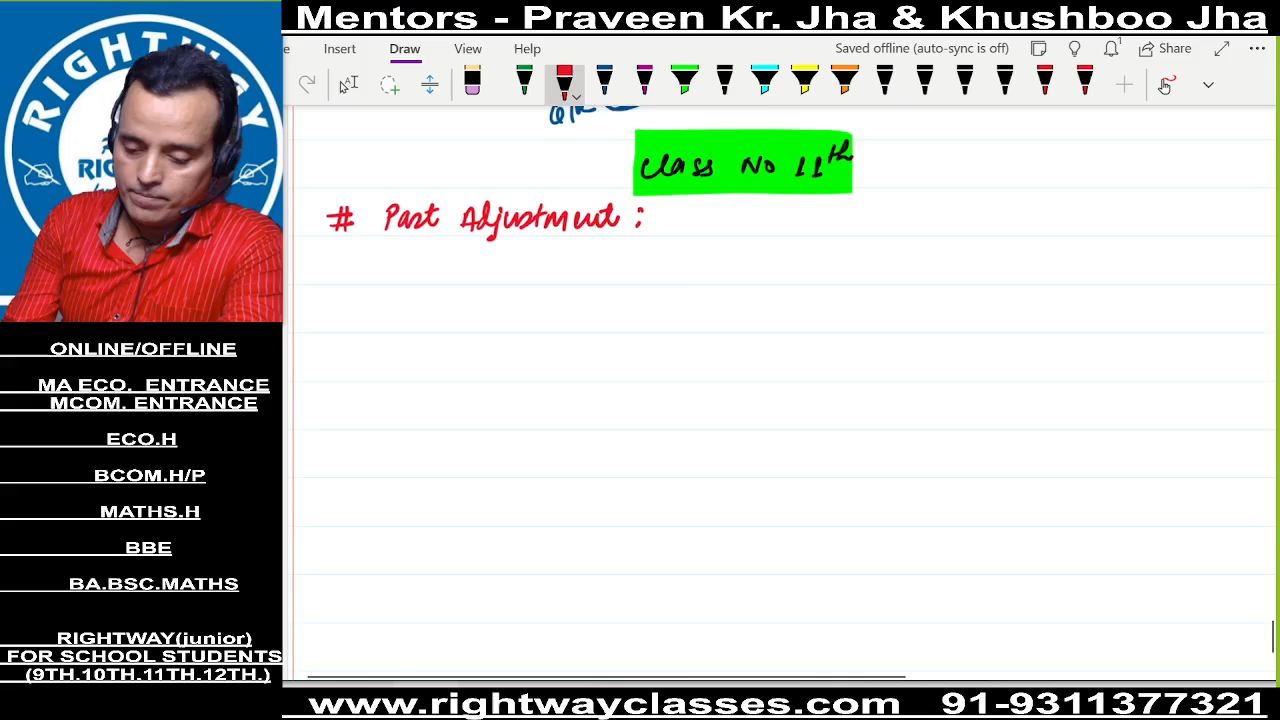 Mentors - Praveen Kr. Jha & Khushboo Jha
RIGHTWAY
Insert Draw View Help
Saved offline (auto-sync is off)
1
Share
Class No 11th
# Past Adjustment :
ONLINE/OFFLINE
MA ECO. ENTRANCE
MCOM. ENTRANCE
ECO.H
BCOM.H/P
MATHS.H
BBE
BA.BSC.MATHS
RIGHTWAY(junior)
FOR SCHOOL STUDENTS
(9TH.10TH.11TH.12TH.)
www.rightwayclasses.com 91-9311377321